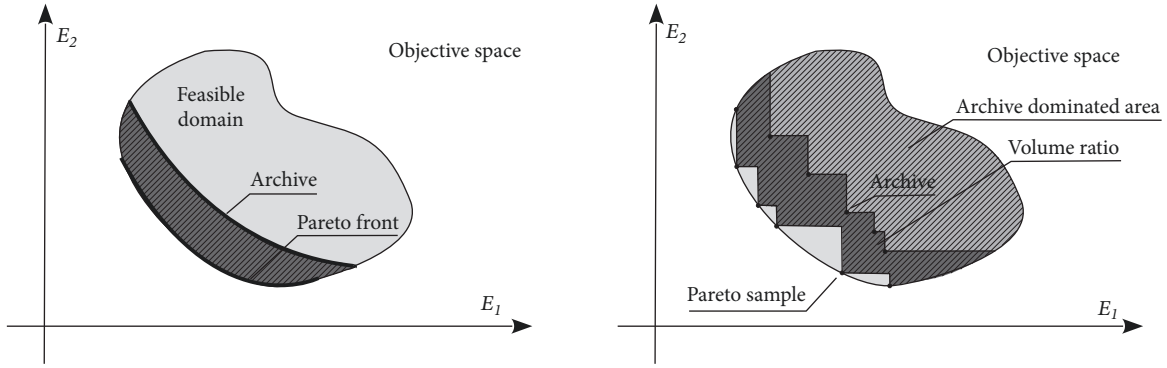 E2
Objective space
Feasible
domain
Archive
Pareto front
E1
E2
Objective space
Archive dominated area
Volume ratio
Archive
Pareto sample
E1